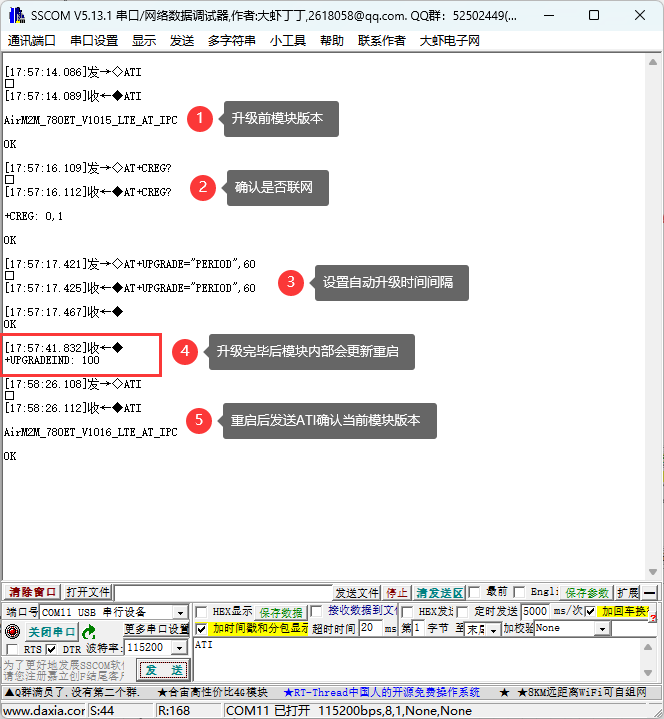 SSCOM V5.13.1 串口/网络数据调试器,作者:大虾丁丁,2618058@qq.com. QQ群: 52502449(...
通讯端口 串口设置 显示 发送 多字符串 小工具 帮助 联系作者 大虾电子网
[17:57:14.086]发→◇ATI
□
[17:57:14.089]收←◆ATI
AirM2M_780ET_V1015_LTE_AT_IPC
1 升级前模块版本
OK
[17:57:16.109]发→◇AT+CREG?
□
[17:57:16.112]收←◆AT+CREG?
2 确认是否联网
+CREG: 0,1
OK
[17:57:17.421]发→◇AT+UPGRADE="PERIOD",60
□
[17:57:17.425]收←◆AT+UPGRADE="PERIOD",60
3 设置自动升级时间间隔
[17:57:17.467]收←◆
OK
[17:57:41.832]收←◆
+UPGRADEIND: 100
4 升级完毕后模块内部会更新重启
[17:58:26.108]发→◇ATI
□
[17:58:26.112]收←◆ATI
5 重启后发送ATI确认当前模块版本
AirM2M_780ET_V1016_LTE_AT_IPC
OK
清除窗口 打开文件 发送文件 停止 清发送区 最前 Engli 保存参数 扩展 —
端口号 COM11 USB 串行设备 HEX显示 保存数据 接收数据到文 HEX发 定时发送 5000 ms/次 加回车换
关闭串口 更多串口设置 加时间戳和分包显示 超时时间 20 ms 第1 字节 至 末尾 加校验 None
RTS DTR 波特率: 115200 ATI
为了更好地发展SSCOM软
请您注册嘉立创F结尾客
发 送
▲Q群满员了,没有第二个群. ★合宙高性价比4G模块 ★RT-Thread中国人的开源免费操作系统 ★ ★8KM远距离WiFi可自组网
www.daxia.com S:44 R:168 COM11 已打开 115200bps,8,1,None,None